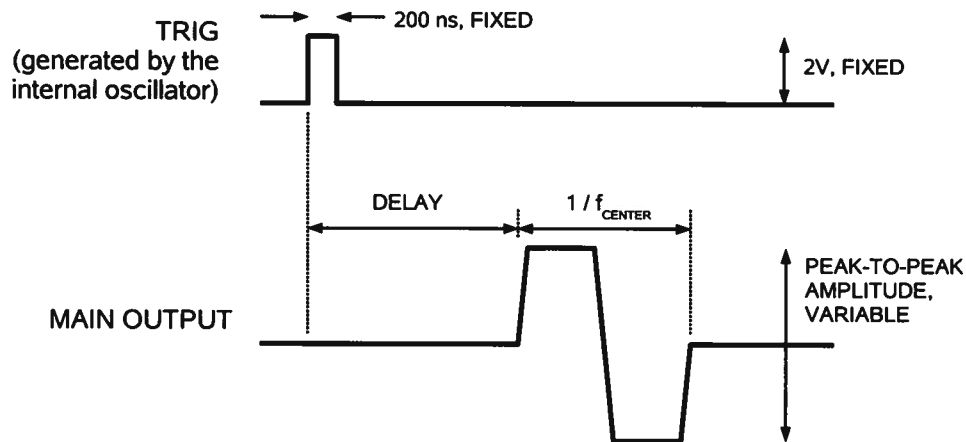 TRIG
(generated by the
internal oscillator)
200 ns, FIXED
2V, FIXED
DELAY
1 / fCENTER
MAIN OUTPUT
PEAK-TO-PEAK
AMPLITUDE,
VARIABLE